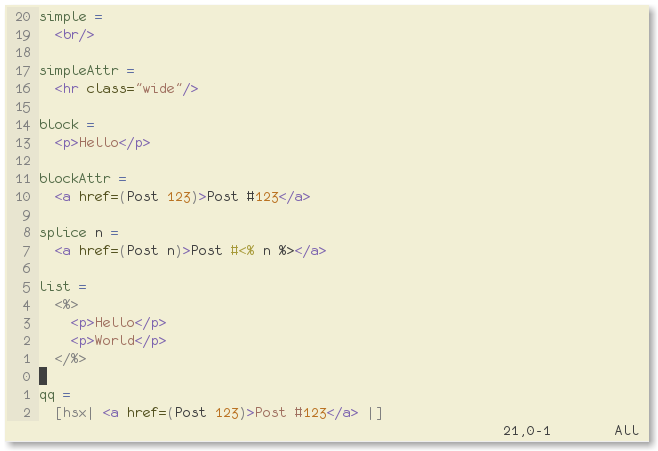 20 simple =
19   <br/>
18
17 simpleAttr =
16   <hr class="wide"/>
15
14 block =
13   <p>Hello</p>
12
11 blockAttr =
10   <a href=(Post 123)>Post #123</a>
9
8 splice n =
7   <a href=(Post n)>Post #<% n %></a>
6
5 list =
4   <%>
3     <p>Hello</p>
2     <p>World</p>
1   </%>
0
1 qq =
2   [hsx| <a href=(Post 123)>Post #123</a> |]
21,0-1 All